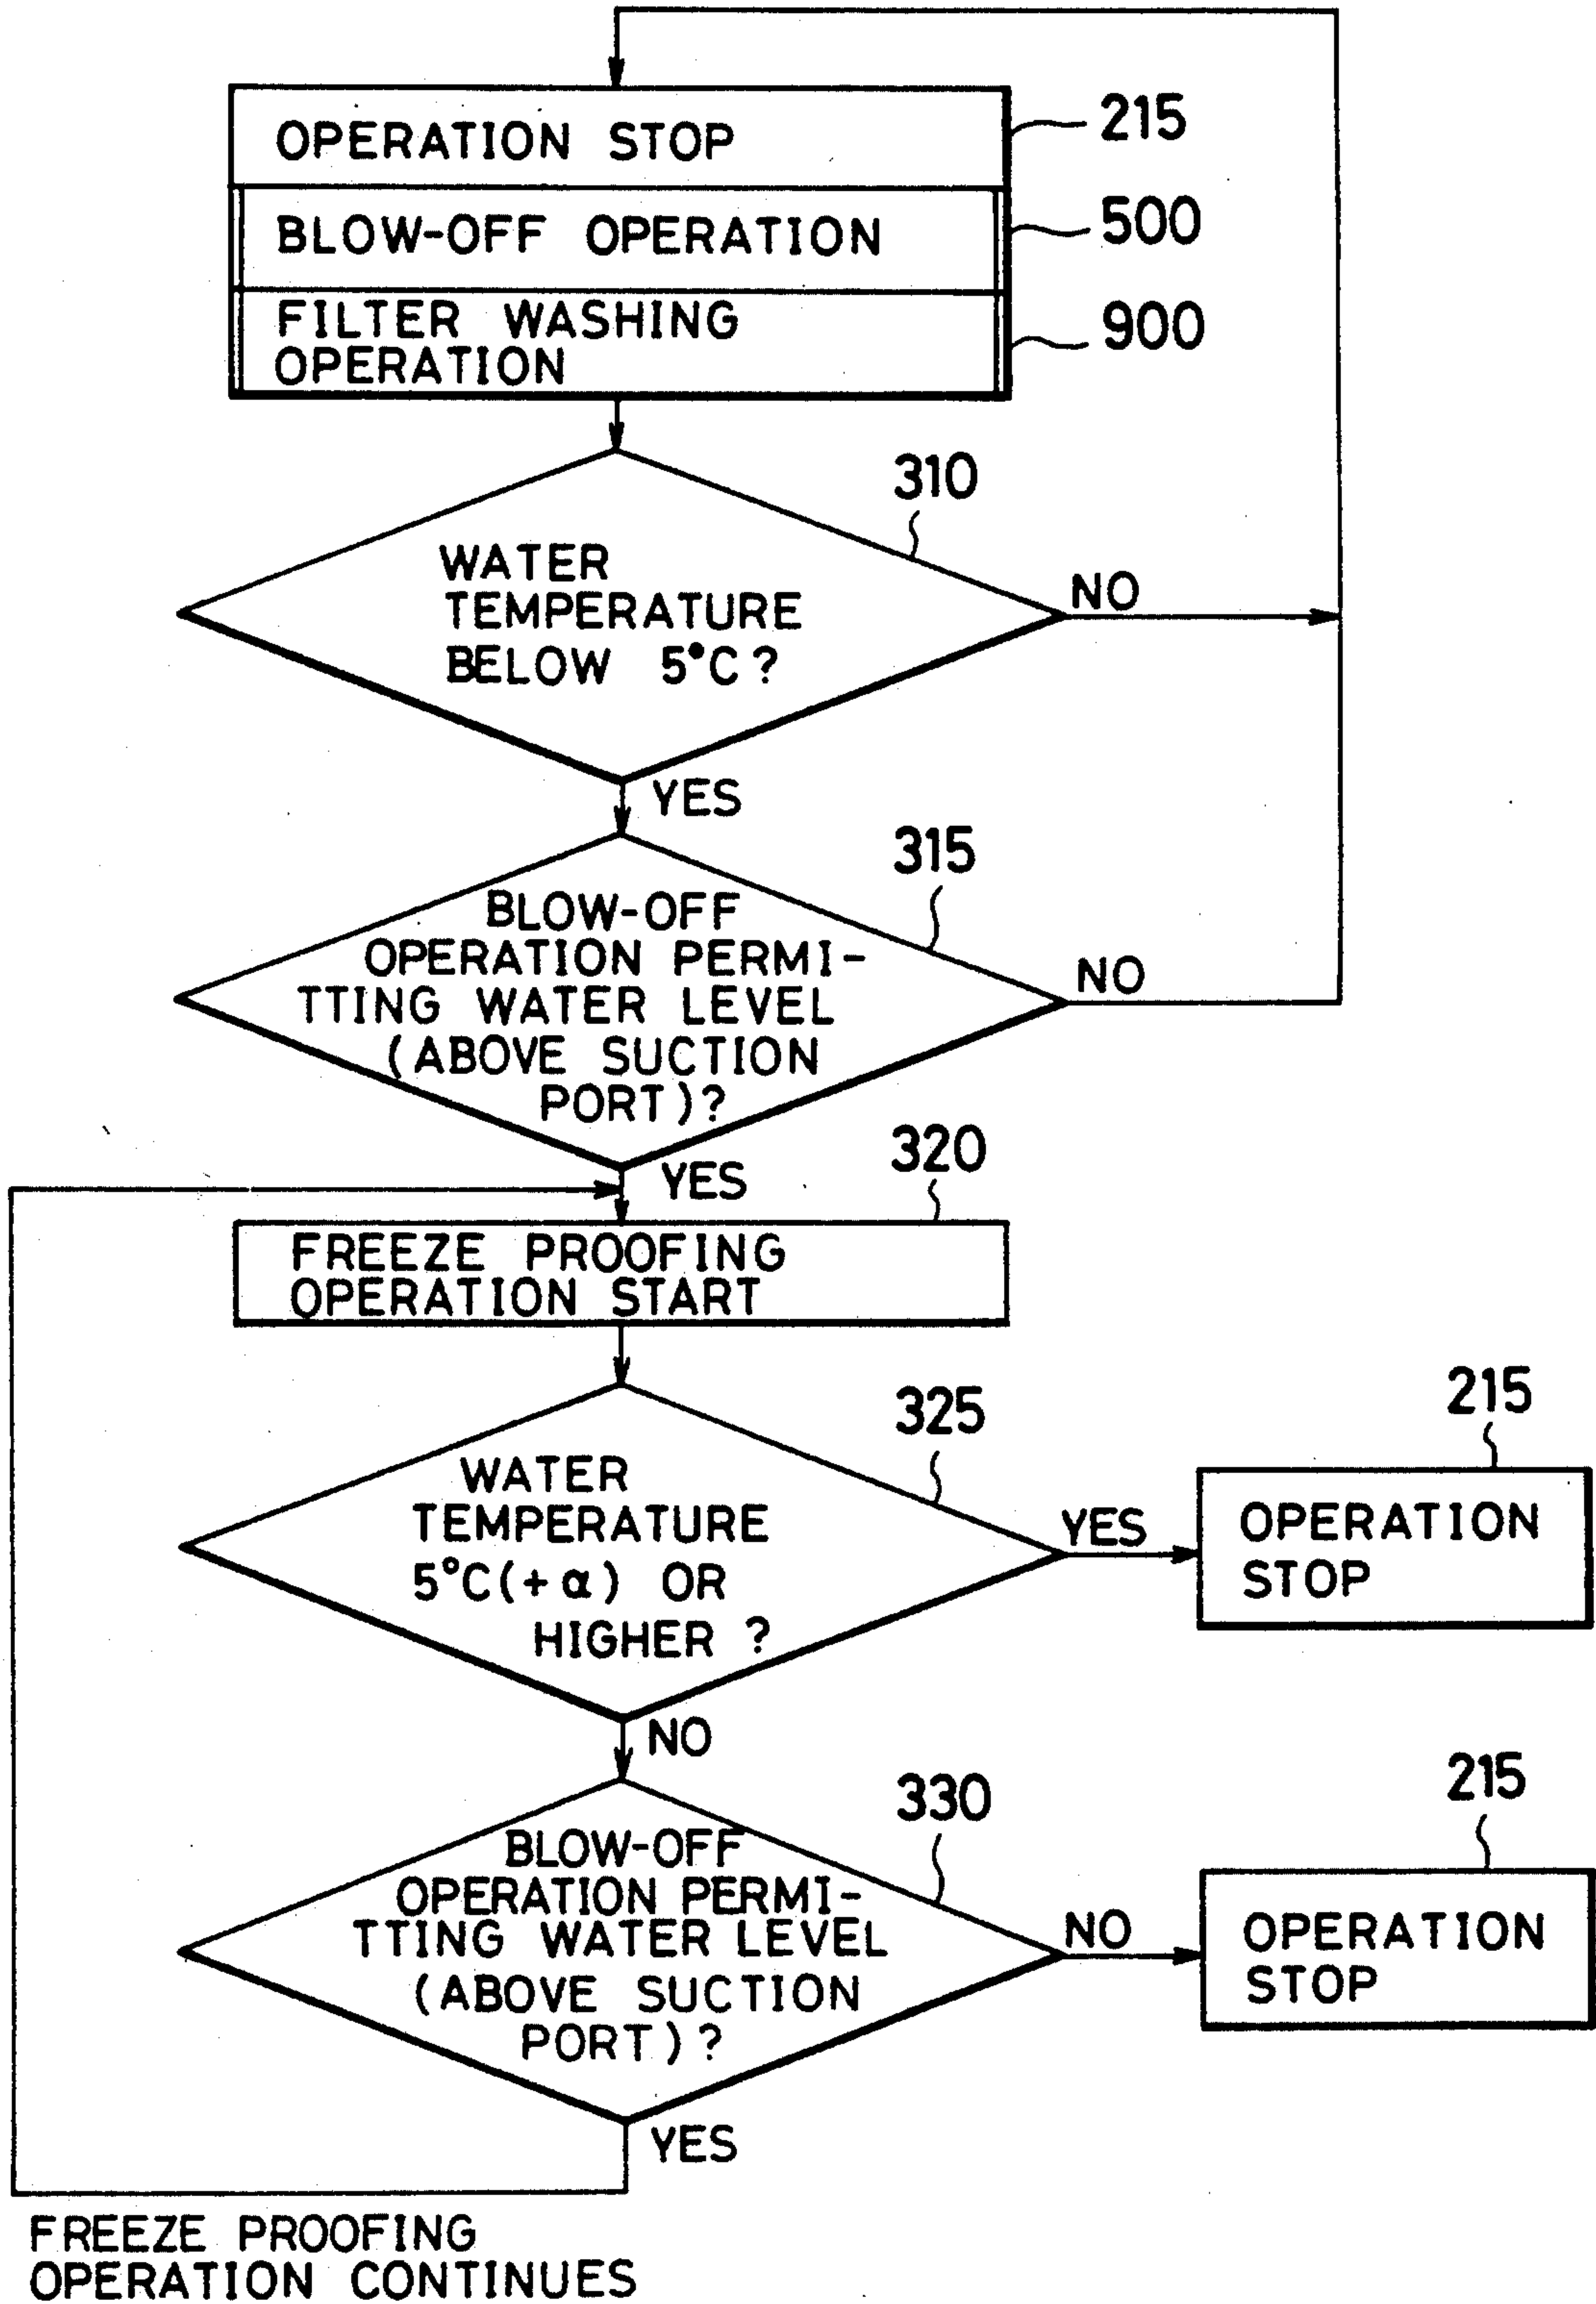 OPERATION STOP
215
BLOW-OFF OPERATION
500
FILTER WASHING
OPERATION
900
310
WATER
TEMPERATURE
BELOW 5°C?
NO
YES
315
BLOW-OFF
OPERATION PERMI-
TTING WATER LEVEL
(ABOVE SUCTION
PORT)?
NO
YES
320
FREEZE PROOFING
OPERATION START
325
WATER
TEMPERATURE
5°C(+α) OR
HIGHER ?
YES
215
OPERATION
STOP
NO
330
BLOW-OFF
OPERATION PERMI-
TTING WATER LEVEL
(ABOVE SUCTION
PORT)?
NO
215
OPERATION
STOP
YES
FREEZE PROOFING
OPERATION CONTINUES